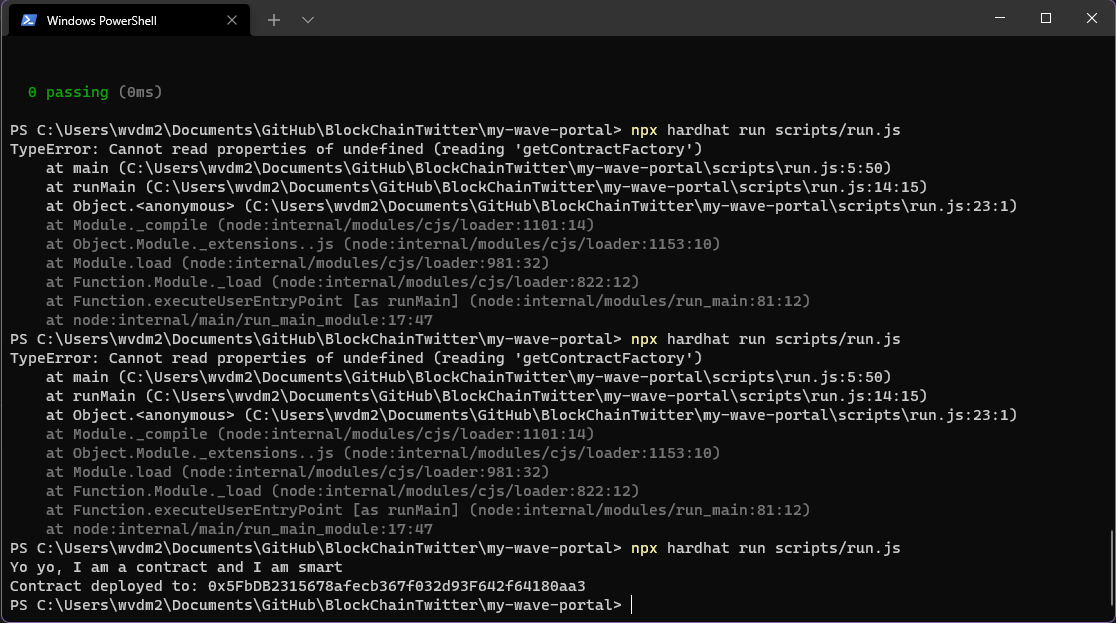 Windows PowerShell
0 passing (0ms)
PS C:\Users\wvdm2\Documents\GitHub\BlockChainTwitter\my-wave-portal> npx hardhat run scripts/run.js
TypeError: Cannot read properties of undefined (reading 'getContractFactory')
    at main (C:\Users\wvdm2\Documents\GitHub\BlockChainTwitter\my-wave-portal\scripts\run.js:5:50)
    at runMain (C:\Users\wvdm2\Documents\GitHub\BlockChainTwitter\my-wave-portal\scripts\run.js:14:15)
    at Object.<anonymous> (C:\Users\wvdm2\Documents\GitHub\BlockChainTwitter\my-wave-portal\scripts\run.js:23:1)
    at Module._compile (node:internal/modules/cjs/loader:1101:14)
    at Object.Module._extensions..js (node:internal/modules/cjs/loader:1153:10)
    at Module.load (node:internal/modules/cjs/loader:981:32)
    at Function.Module._load (node:internal/modules/cjs/loader:822:12)
    at Function.executeUserEntryPoint [as runMain] (node:internal/modules/run_main:81:12)
    at node:internal/main/run_main_module:17:47
PS C:\Users\wvdm2\Documents\GitHub\BlockChainTwitter\my-wave-portal> npx hardhat run scripts/run.js
TypeError: Cannot read properties of undefined (reading 'getContractFactory')
    at main (C:\Users\wvdm2\Documents\GitHub\BlockChainTwitter\my-wave-portal\scripts\run.js:5:50)
    at runMain (C:\Users\wvdm2\Documents\GitHub\BlockChainTwitter\my-wave-portal\scripts\run.js:14:15)
    at Object.<anonymous> (C:\Users\wvdm2\Documents\GitHub\BlockChainTwitter\my-wave-portal\scripts\run.js:23:1)
    at Module._compile (node:internal/modules/cjs/loader:1101:14)
    at Object.Module._extensions..js (node:internal/modules/cjs/loader:1153:10)
    at Module.load (node:internal/modules/cjs/loader:981:32)
    at Function.Module._load (node:internal/modules/cjs/loader:822:12)
    at Function.executeUserEntryPoint [as runMain] (node:internal/modules/run_main:81:12)
    at node:internal/main/run_main_module:17:47
PS C:\Users\wvdm2\Documents\GitHub\BlockChainTwitter\my-wave-portal> npx hardhat run scripts/run.js
Yo yo, I am a contract and I am smart
Contract deployed to: 0x5FbDB2315678afecb367f032d93F642f64180aa3
PS C:\Users\wvdm2\Documents\GitHub\BlockChainTwitter\my-wave-portal>